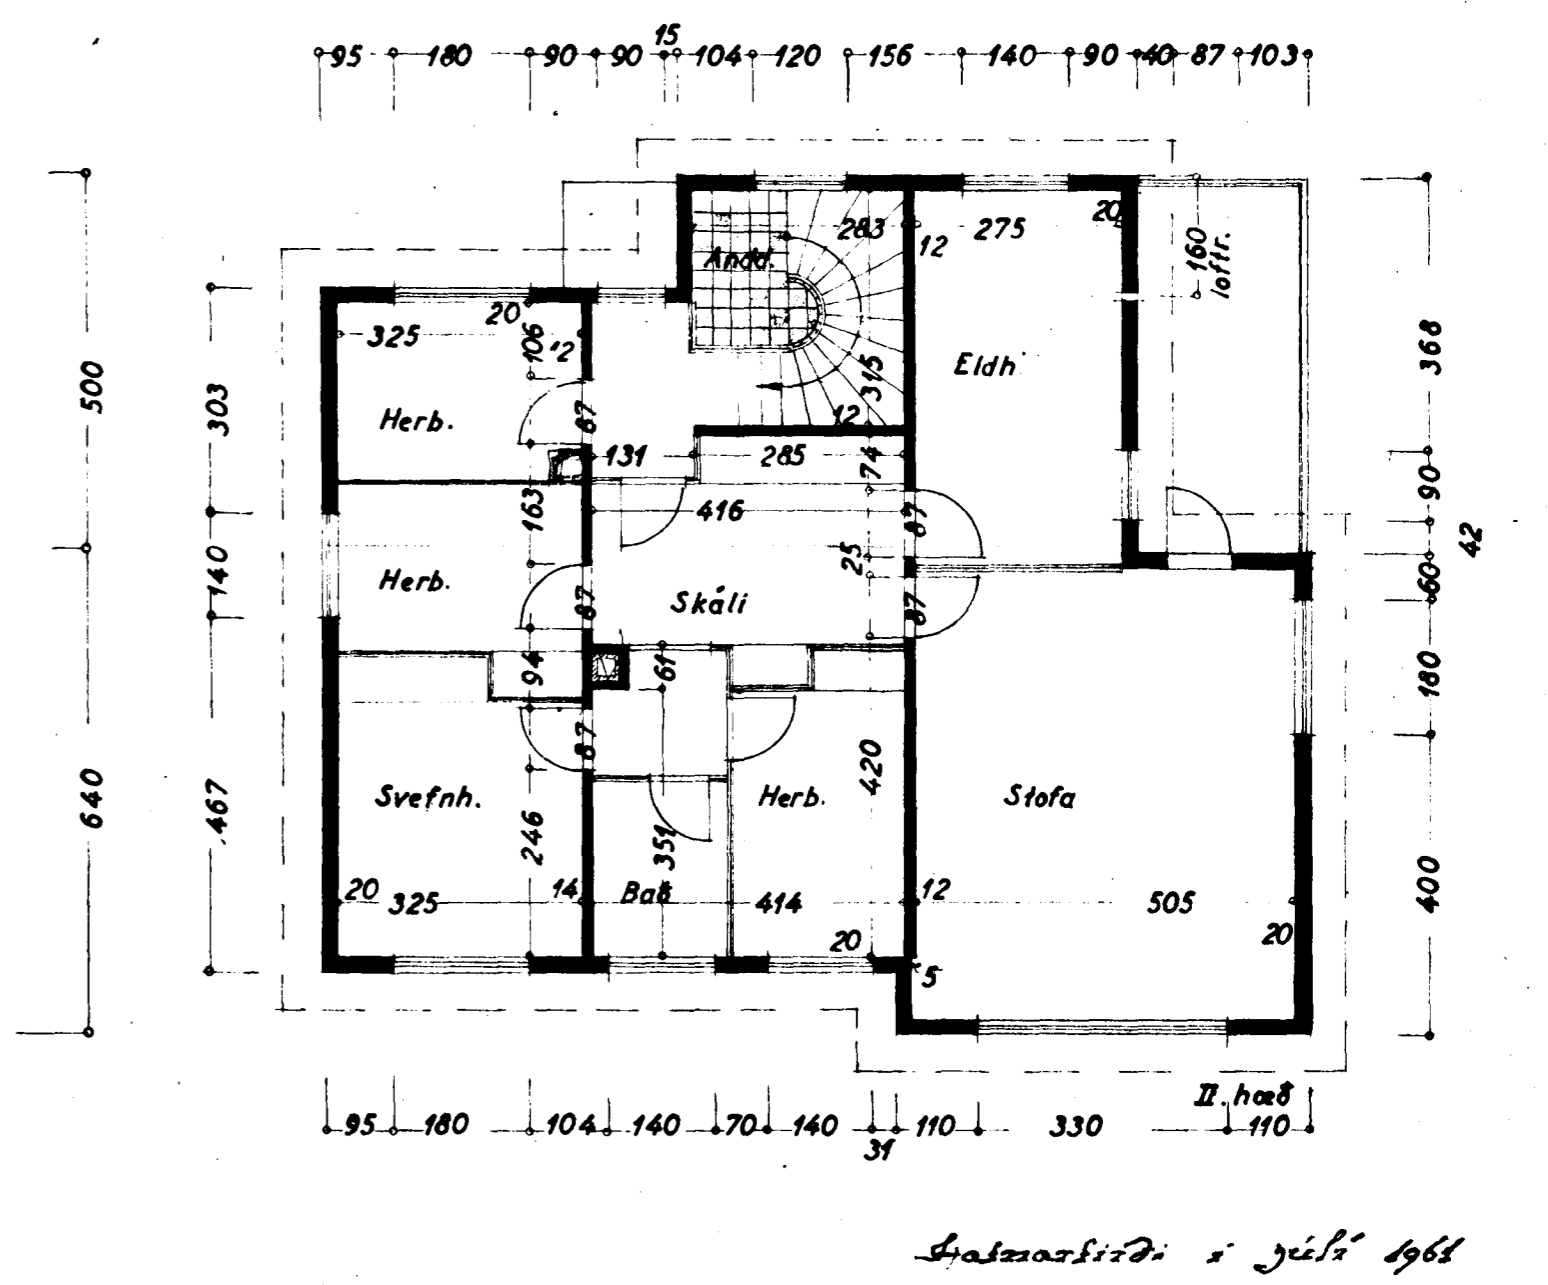 15
95 180 90 90 104 120 156 140 90 40 87 103
283 12 275 20
160
loftr.
Andd.
500
303
325 20 106 12
315
Eldh
368
Herb. 87 12
131 285 74
90
163 416 87
42
140
Herb. 87 25
60
Skáli 87
94 61
180
640
467
Svefnh. 87 Herb. 420 Stofa
246 351
400
20 325 14 Bað 414 12 505
20 20
5
II. hæð
95 180 104 140 70 140 110 330 110
31
Hafnarfirði í júlí 1961